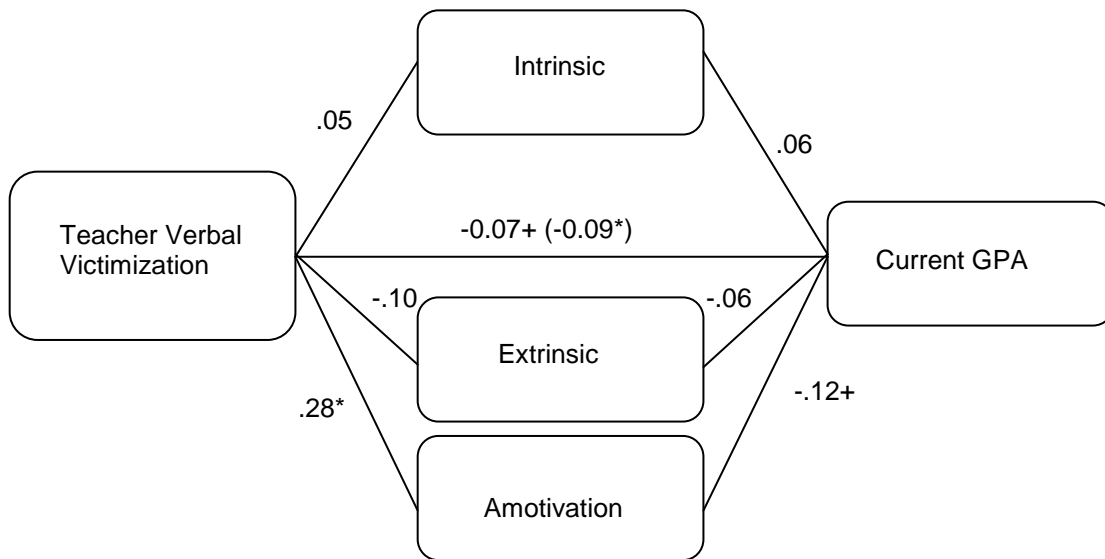 Intrinsic
.05
.06
Teacher Verbal
Victimization
-0.07+ (-0.09*)
Current GPA
-.10
-.06
Extrinsic
.28*
-.12+
Amotivation